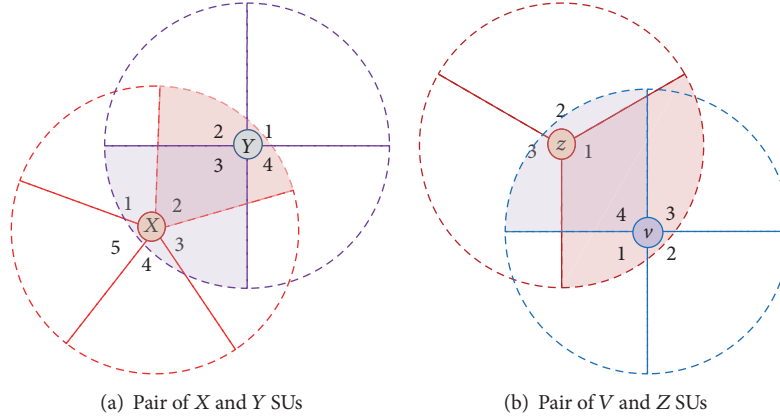 2 1
Y
3 4
1 2
X
5 4 3
2
3 z 1
4 3
v
1 2
(a) Pair of X and Y SUs
(b) Pair of V and Z SUs